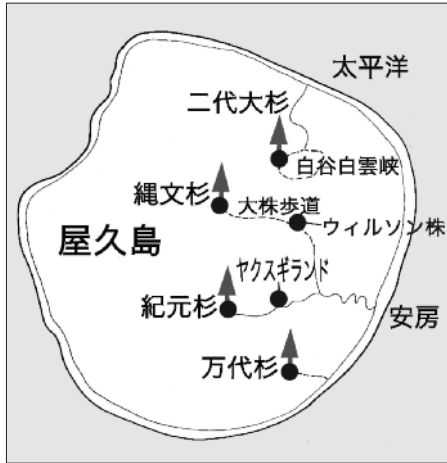 太平洋
二代大杉
白谷白雲峡
縄文杉
大株歩道
ウィルソン株
屋久島
ヤクスギランド
紀元杉
安房
万代杉